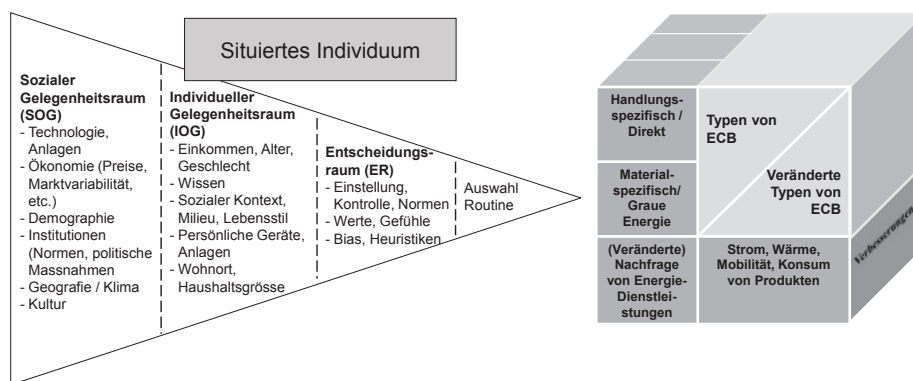 Situiertes Individuum
Sozialer
Gelegenheitsraum
(SOG)
- Technologie,
Anlagen
- Ökonomie (Preise,
Marktvariabilität,
etc.)
- Demographie
- Institutionen
(Normen, politische
Massnahmen
- Geografie / Klima
- Kultur
Individueller
Gelegenheitsraum
(IOG)
- Einkommen, Alter,
Geschlecht
- Wissen
- Sozialer Kontext,
Milieu, Lebensstil
- Persönliche Geräte,
Anlagen
- Wohnort,
Haushaltsgrösse
Entscheidungs-
raum (ER)
- Einstellung,
Kontrolle, Normen
- Werte, Gefühle
- Bias, Heuristiken
Auswahl
Routine
Handlungs-
spezifisch /
Direkt
Typen von
ECB
Material-
spezifisch/
Graue
Energie
Veränderte
Typen von
ECB
(Veränderte)
Nachfrage
von Energie-
Dienstlei-
stungen
Strom, Wärme,
Mobilität, Konsum
von Produkten
Verbesserungen